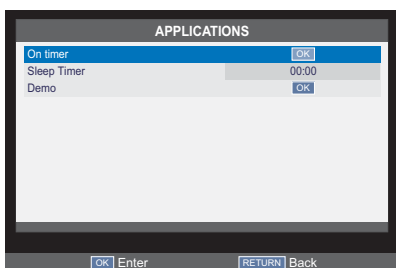 APPLICATIONS
On timer OK
Sleep Timer 00:00
Demo OK
OK Enter RETURN Back